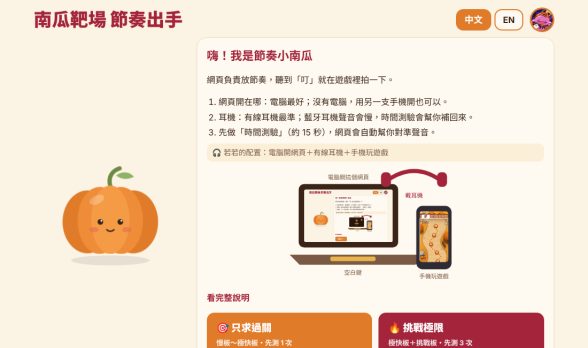 南瓜靶場 節奏出手
中文
EN
嗨！我是節奏小南瓜
網頁負責放節奏，聽到「叮」就在遊戲裡拍一下。
1. 網頁開在哪：電腦最好；沒有電腦，用另一支手機開也可以。
2. 耳機：有線耳機最準；藍牙耳機聲音會慢，時間測驗會幫你補回來。
3. 先做「時間測驗」（約 15 秒），網頁會自動幫你對準聲音。
🎧 若若的配置：電腦開網頁＋有線耳機＋手機玩遊戲
電腦開這個網頁
戴耳機
空白鍵
手機玩遊戲
看完整說明
🎯 只求過關
慢板～極快板・先測 1 次
🔥 挑戰極限
極快板＋挑戰板・先測 3 次